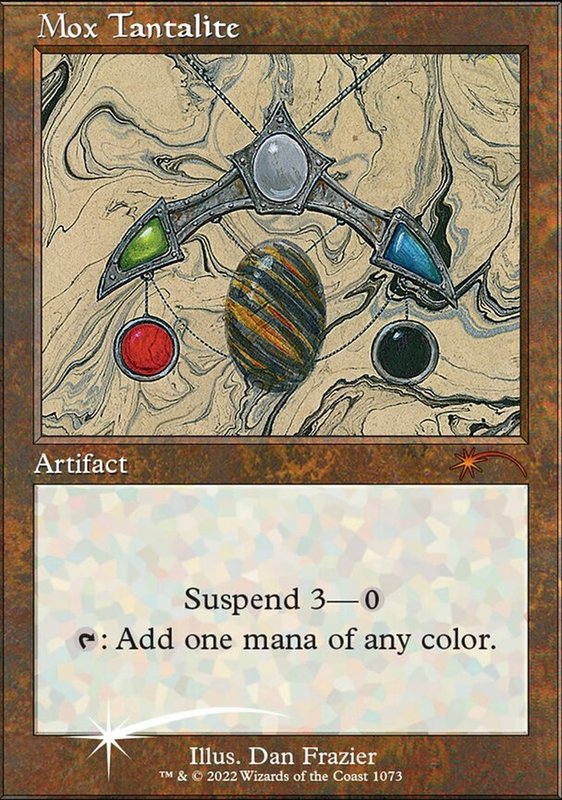 Mox Tantalite
Artifact
Suspend 3—0
: Add one mana of any color.
Illus. Dan Frazier
™ & © 2022 Wizards of the Coast 1073